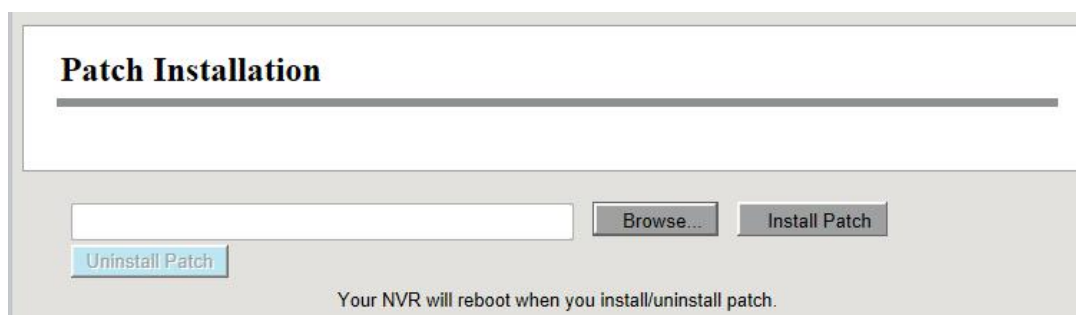 Patch Installation
Browse... Install Patch
Uninstall Patch
Your NVR will reboot when you install/uninstall patch.